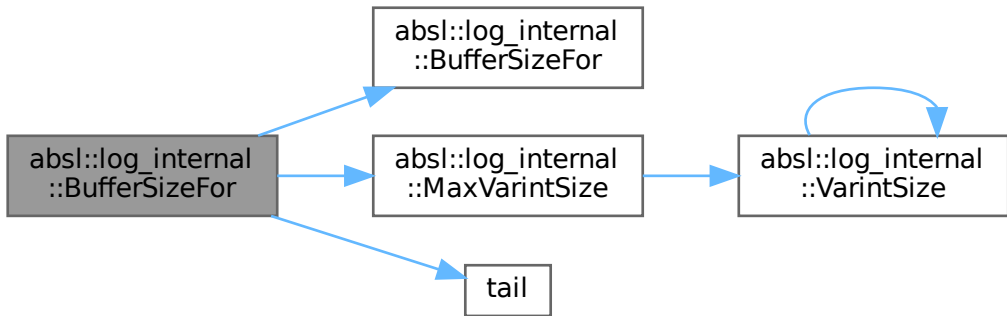 absl::log_internal
::BufferSizeFor
absl::log_internal
::BufferSizeFor
absl::log_internal
::MaxVarintSize
absl::log_internal
::VarintSize
tail